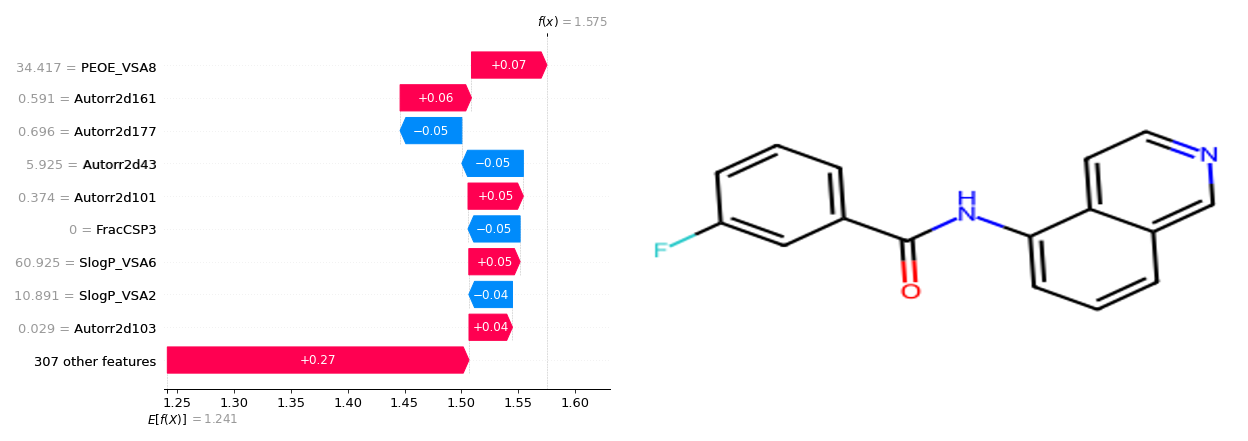 f(x) = 1.575
34.417 = PEOE_VSA8
+0.07
0.591 = Autorr2d161
+0.06
0.696 = Autorr2d177
−0.05
5.925 = Autorr2d43
−0.05
0.374 = Autorr2d101
+0.05
0 = FracCSP3
−0.05
60.925 = SlogP_VSA6
+0.05
10.891 = SlogP_VSA2
−0.04
0.029 = Autorr2d103
+0.04
307 other features
+0.27
1.25 1.30 1.35 1.40 1.45 1.50 1.55 1.60
E[f(X)] = 1.241
N
H
N
F
O